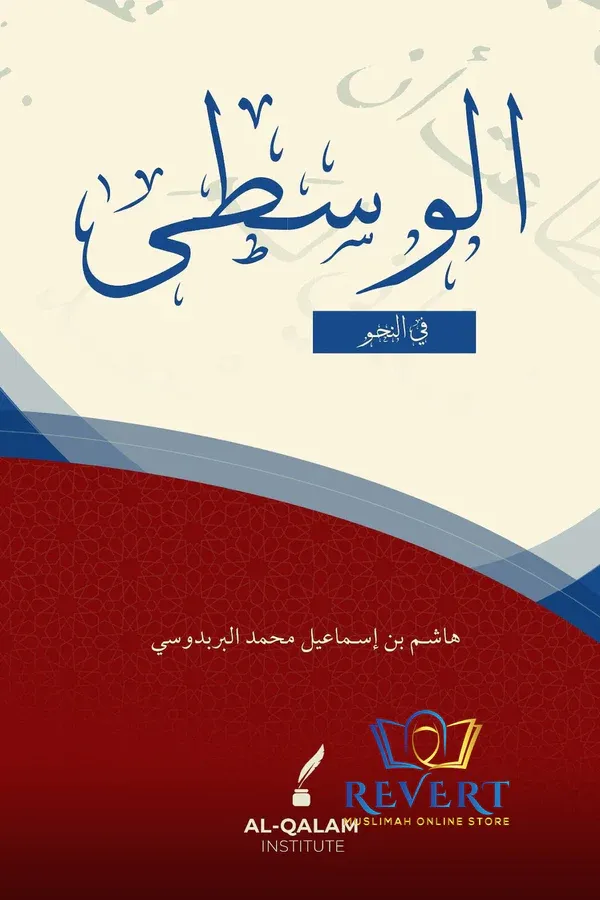 الوسطى
في النحو
هاشم بن إسماعيل محمد البربدوسي
REVERT
MUSLIMAH ONLINE STORE
AL-QALAM
INSTITUTE